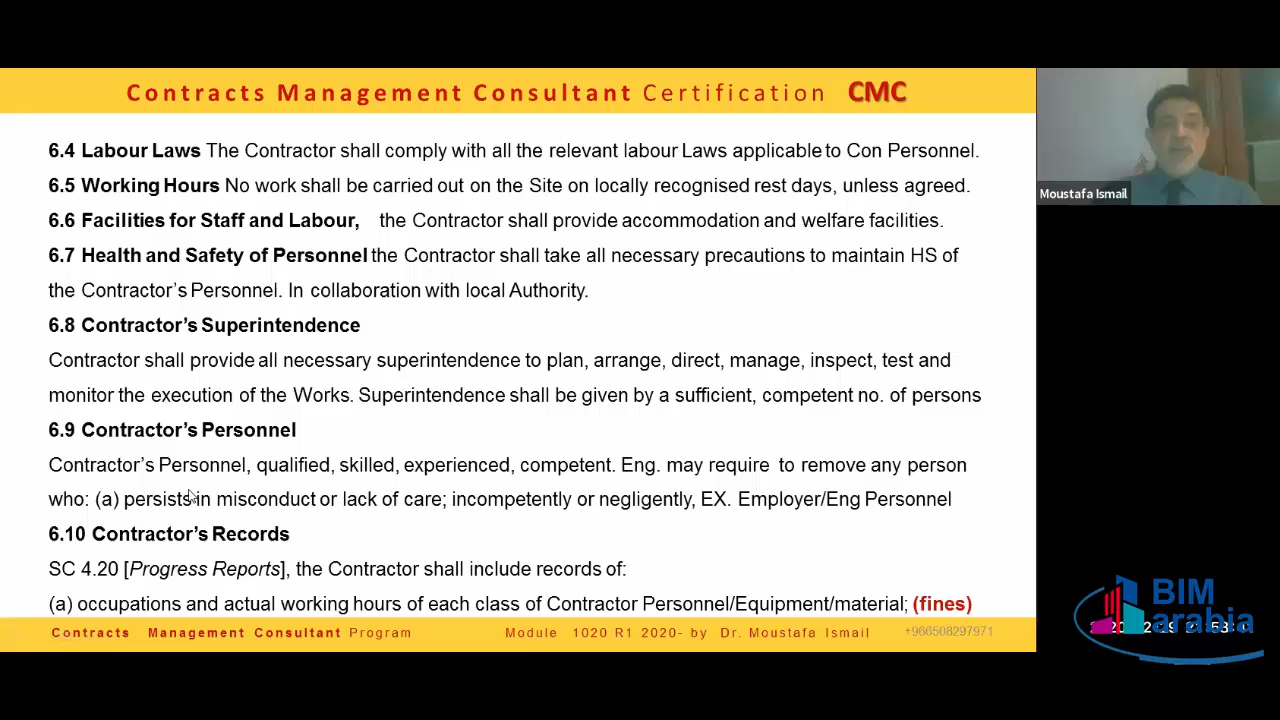 Contracts Management Consultant Certification CMC
6.4 Labour Laws The Contractor shall comply with all the relevant labour Laws applicable to Con Personnel.
6.5 Working Hours No work shall be carried out on the Site on locally recognised rest days, unless agreed.
6.6 Facilities for Staff and Labour, the Contractor shall provide accommodation and welfare facilities.
6.7 Health and Safety of Personnel the Contractor shall take all necessary precautions to maintain HS of
the Contractor's Personnel. In collaboration with local Authority.
6.8 Contractor's Superintendence
Contractor shall provide all necessary superintendence to plan, arrange, direct, manage, inspect, test and
monitor the execution of the Works. Superintendence shall be given by a sufficient, competent no. of persons
6.9 Contractor's Personnel
Contractor's Personnel, qualified, skilled, experienced, competent. Eng. may require to remove any person
who: (a) persists in misconduct or lack of care; incompetently or negligently, EX. Employer/Eng Personnel
6.10 Contractor's Records
SC 4.20 [Progress Reports], the Contractor shall include records of:
(a) occupations and actual working hours of each class of Contractor Personnel/Equipment/material; (fines)
Contracts Management Consultant Program Module 1020 R1 2020- by Dr. Moustafa Ismail +966508297971
Moustafa Ismail
BIM
arabia